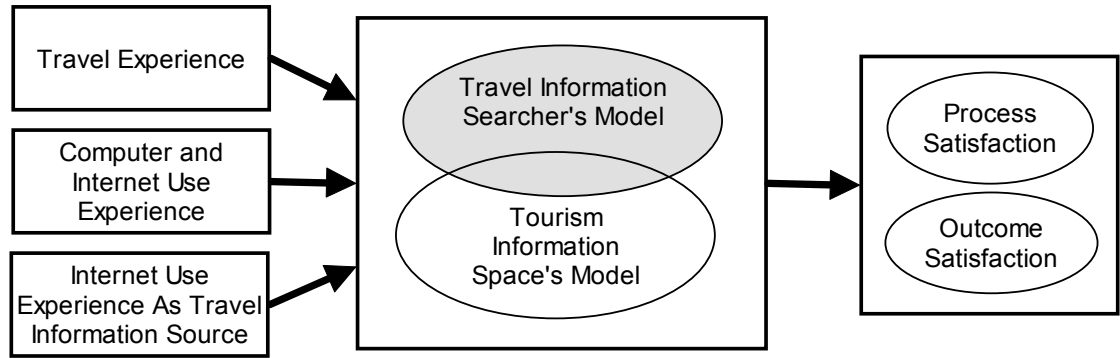 Travel Experience
Computer and
Internet Use
Experience
Internet Use
Experience As Travel
Information Source
Travel Information
Searcher's Model
Tourism
Information
Space's Model
Process
Satisfaction
Outcome
Satisfaction